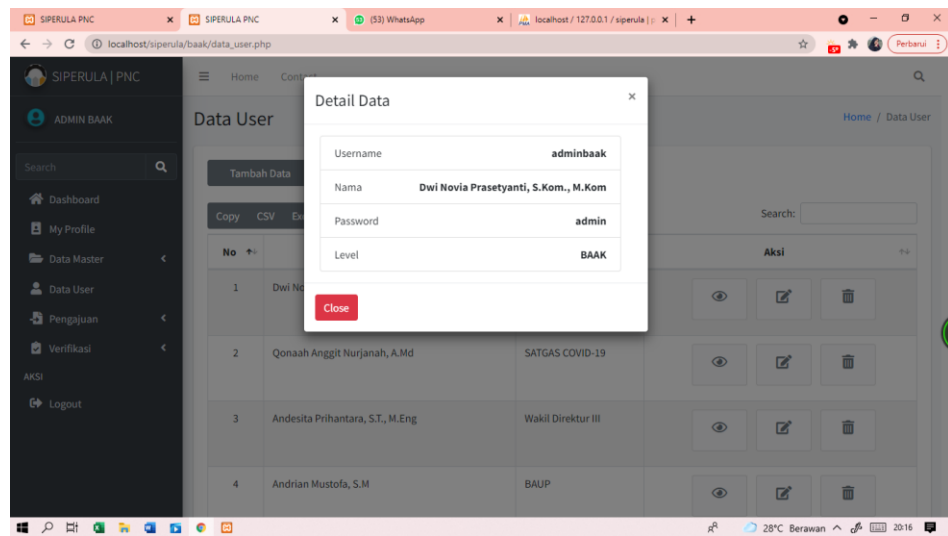 SIPERULA PNC
SIPERULA PNC
(53) WhatsApp
localhost / 127.0.0.1 / siperula |
localhost/siperula/baak/data_user.php
Perbarui
SIPERULA | PNC
Home
ADMIN BAAK
Data User
Home / Data User
Search
Tambah Data
Copy CSV
Search:
Dashboard
My Profile
Data Master
Data User
Pengajuan
Verifikasi
AKSI
Logout
Detail Data
×
Username adminbaak
Nama Dwi Novia Prasetyanti, S.Kom., M.Kom
Password admin
Level BAAK
Close
No Aksi
1
2 Qonaah Anggit Nurjanah, A.Md SATGAS COVID-19
3 Andesita Prihantara, S.T., M.Eng Wakil Direktur III
4 Andrian Mustofa, S.M BAUP
28°C Berawan 20:16